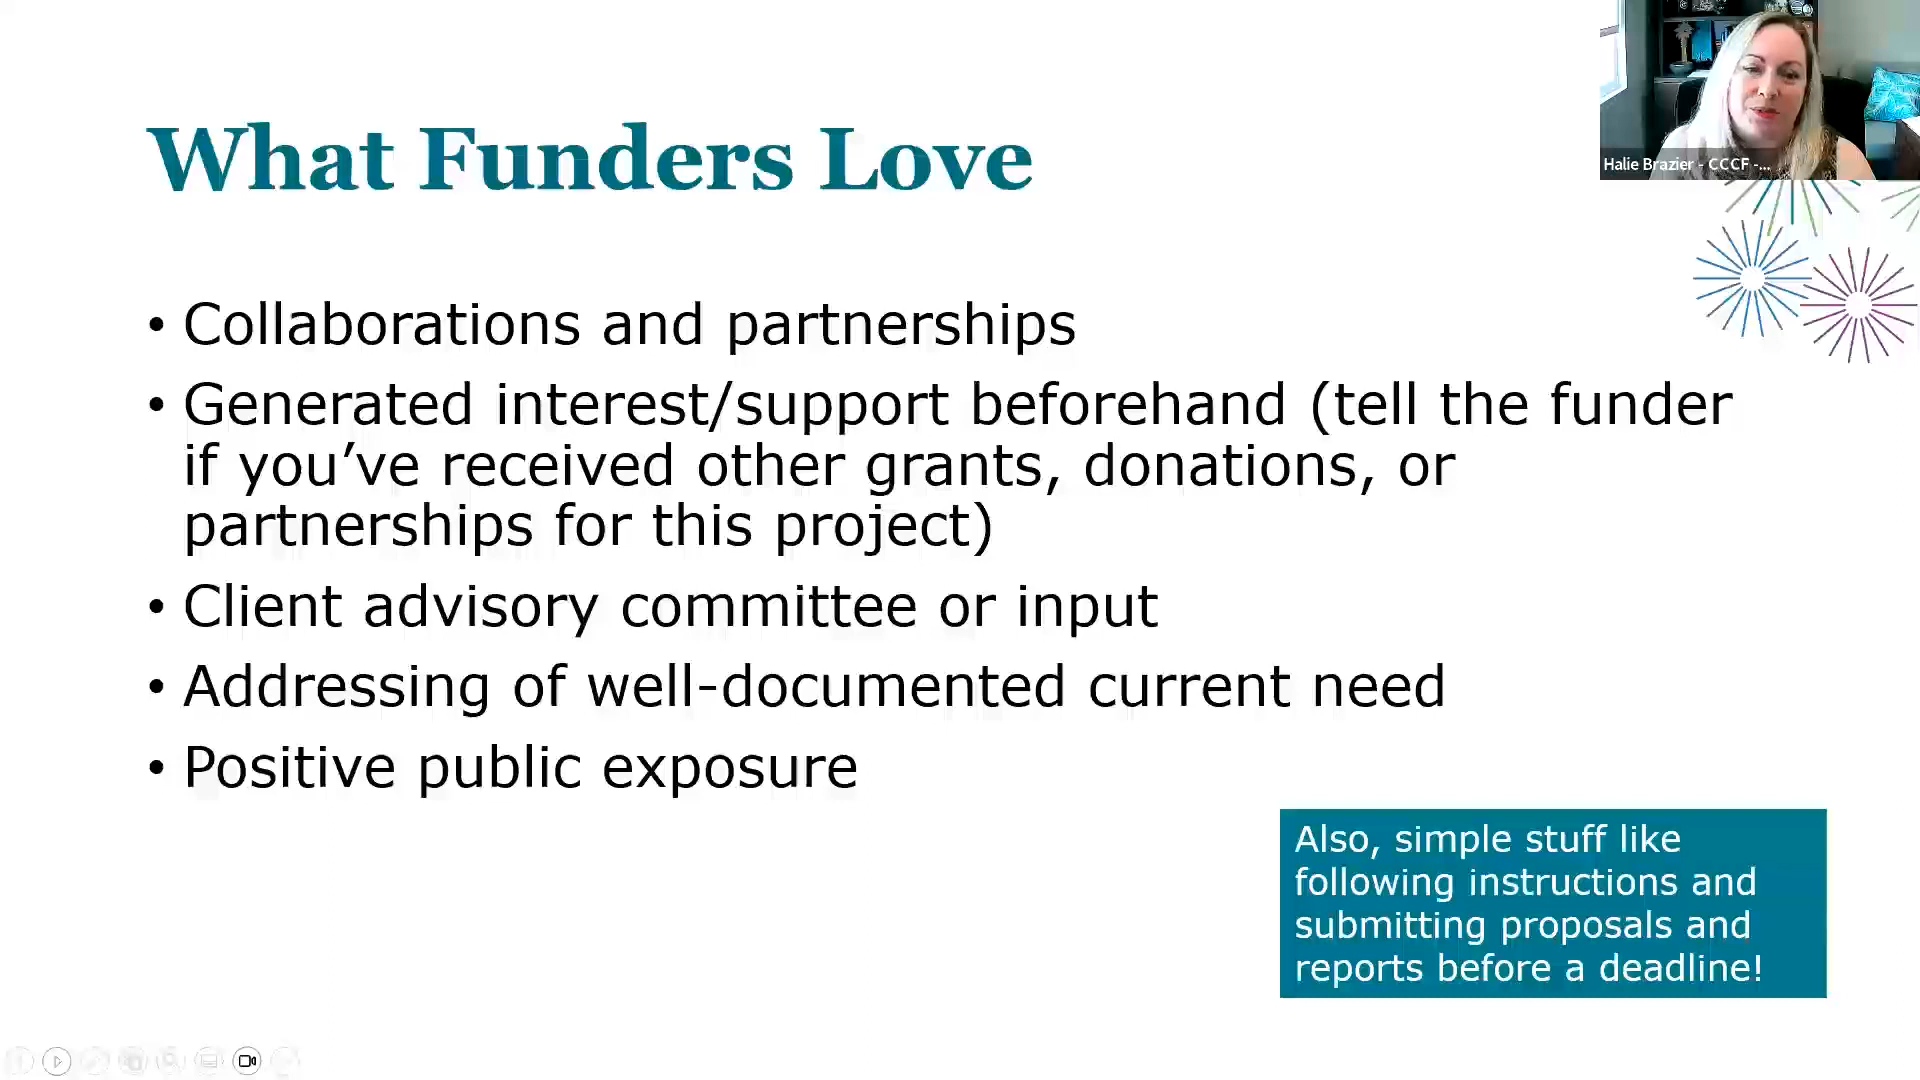 What Funders Love
Halie Brazier - CCCF -...
• Collaborations and partnerships
• Generated interest/support beforehand (tell the funder
if you’ve received other grants, donations, or
partnerships for this project)
• Client advisory committee or input
• Addressing of well-documented current need
• Positive public exposure
Also, simple stuff like
following instructions and
submitting proposals and
reports before a deadline!